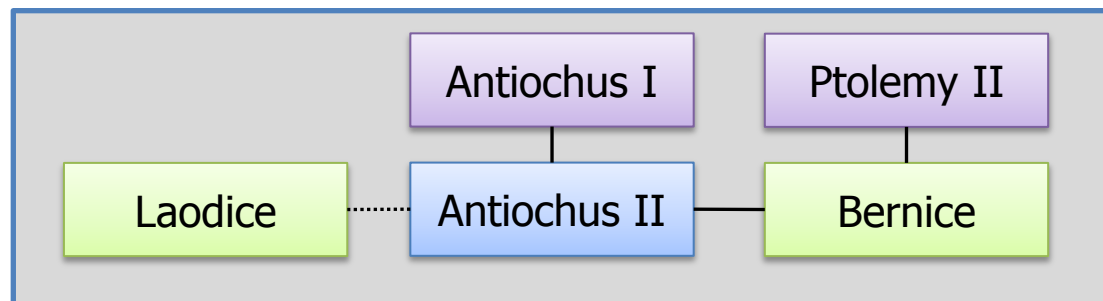 Antiochus I
Ptolemy II
Laodice
Antiochus II
Bernice